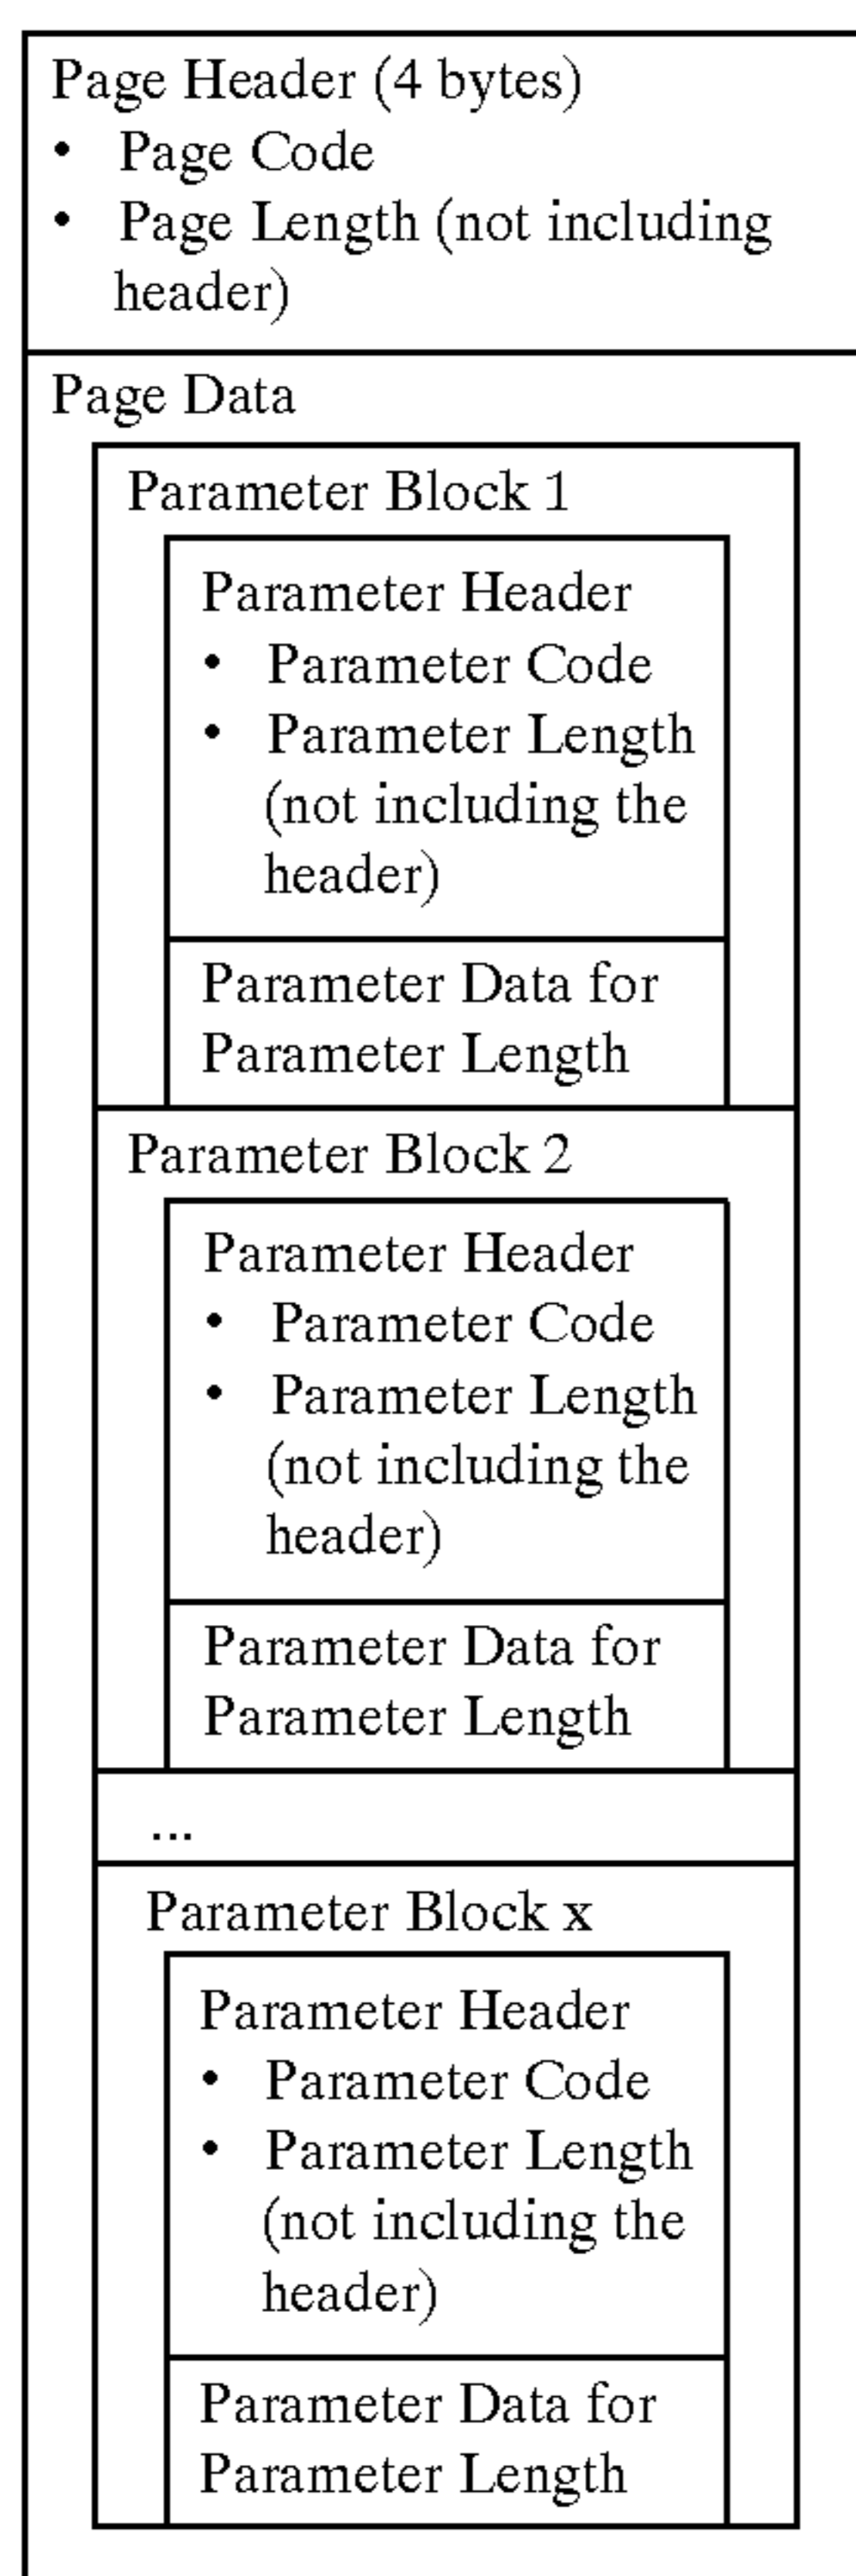 Page Header (4 bytes)
• Page Code
• Page Length (not including
header)
Page Data
Parameter Block 1
Parameter Header
• Parameter Code
• Parameter Length
(not including the
header)
Parameter Data for
Parameter Length
Parameter Block 2
Parameter Header
• Parameter Code
• Parameter Length
(not including the
header)
Parameter Data for
Parameter Length
...
Parameter Block x
Parameter Header
• Parameter Code
• Parameter Length
(not including the
header)
Parameter Data for
Parameter Length